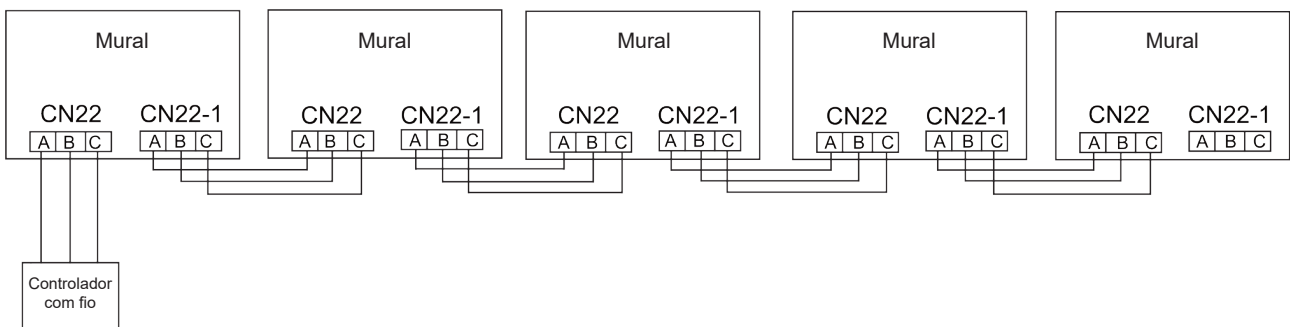 Mural Mural Mural Mural Mural
CN22 CN22-1 CN22 CN22-1 CN22 CN22-1 CN22 CN22-1 CN22 CN22-1
A B C A B C A B C A B C A B C A B C A B C A B C A B C A B C
Controlador
com fio